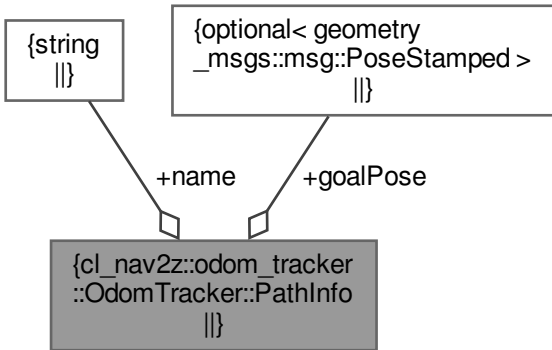 {string
||}
{optional< geometry
_msgs::msg::PoseStamped >
||}
+name
+goalPose
{cl_nav2z::odom_tracker
::OdomTracker::PathInfo
||}